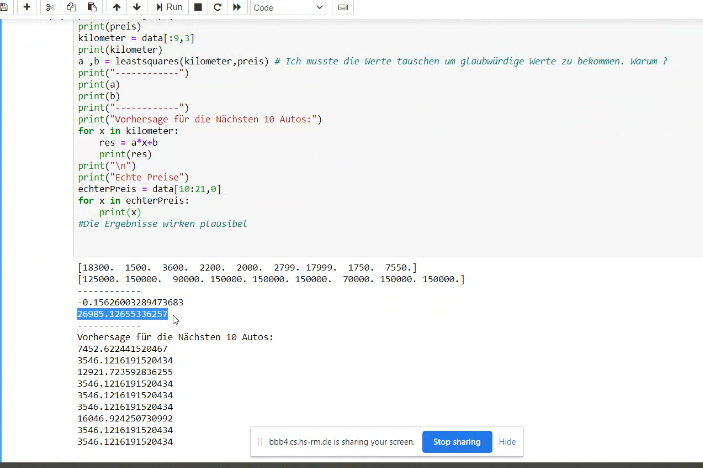 Run
Code
print(preis)
kilometer = data[:9,3]
print(kilometer)
a ,b = leastsquares(kilometer,preis) # Ich musste die Werte tauschen um glaubwürdige Werte zu bekommen. Warum ?
print("------------")
print(a)
print(b)
print("------------")
print("Vorhersage für die Nächsten 10 Autos:")
for x in kilometer:
    res = a*x+b
    print(res)
print("\n")
print("Echte Preise")
echterPreis = data[10:21,0]
for x in echterPreis:
    print(x)
#Die Ergebnisse wirken plausibel
[18300.  1500.  3600.  2200.  2000.  2799. 17999.  1750.  7550.]
[125000. 150000.  90000. 150000. 150000. 150000.  70000. 150000. 150000.]
------------
-0.15626003289473683
26985.12655336257
------------
Vorhersage für die Nächsten 10 Autos:
7452.622441520467
3546.1216191520434
12921.723592836255
3546.1216191520434
3546.1216191520434
3546.1216191520434
16046.924250730992
3546.1216191520434
3546.1216191520434
bbb4.cs.hs-rm.de is sharing your screen.
Stop sharing
Hide